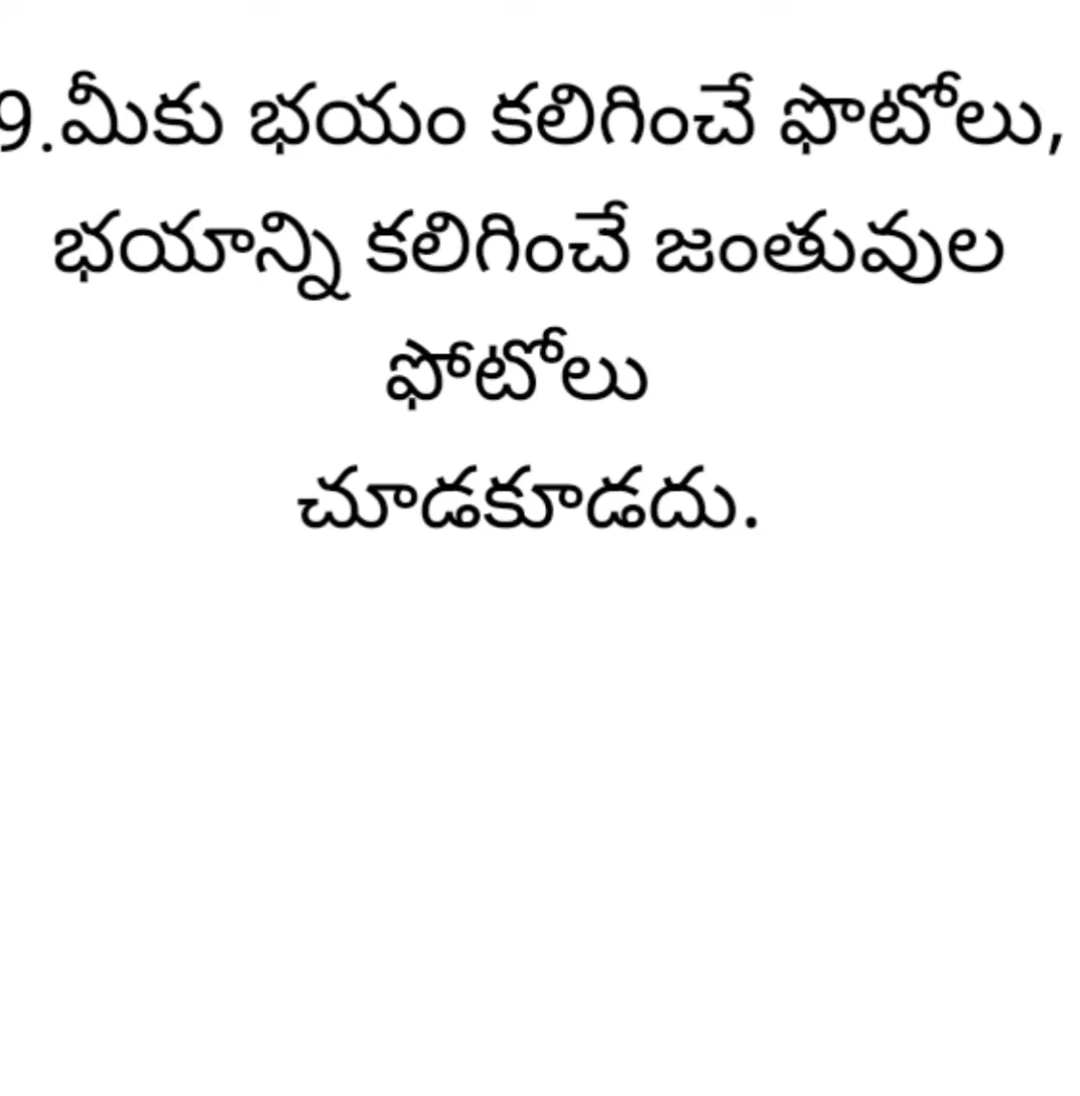 9.మీకు భయం కలిగించే ఫొటోలు,
భయాన్ని కలిగించే జంతువుల
ఫోటోలు
చూడకూడదు.